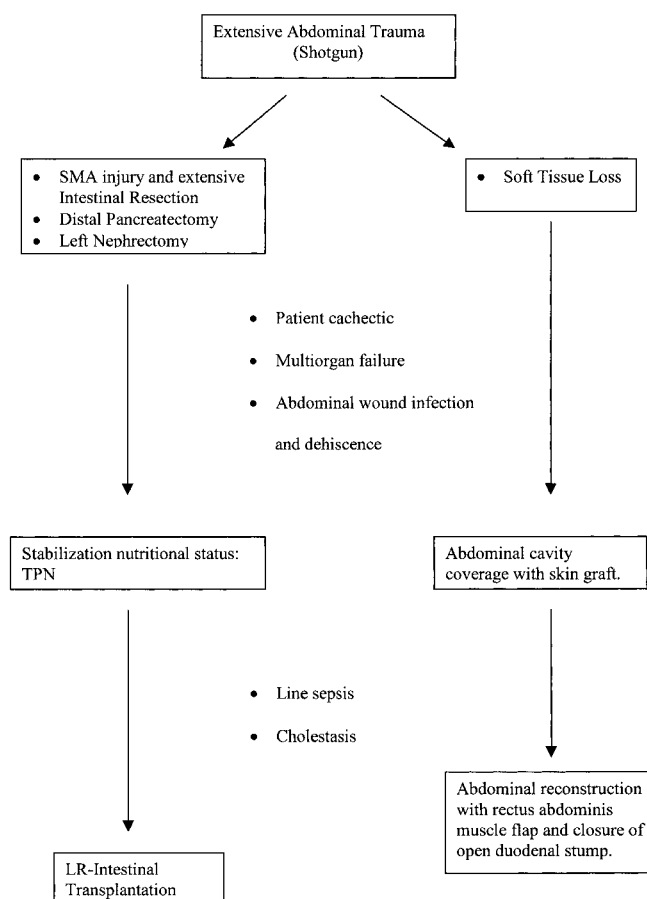 Extensive Abdominal Trauma
(Shotgun)
• SMA injury and extensive
Intestinal Resection
• Distal Pancreatectomy
• Left Nephrectomy
• Soft Tissue Loss
• Patient cachectic
• Multiorgan failure
• Abdominal wound infection
and dehiscence
Stabilization nutritional status:
TPN
Abdominal cavity
coverage with skin graft.
• Line sepsis
• Cholestasis
Abdominal reconstruction
with rectus abdominis
muscle flap and closure of
open duodenal stump.
LR-Intestinal
Transplantation